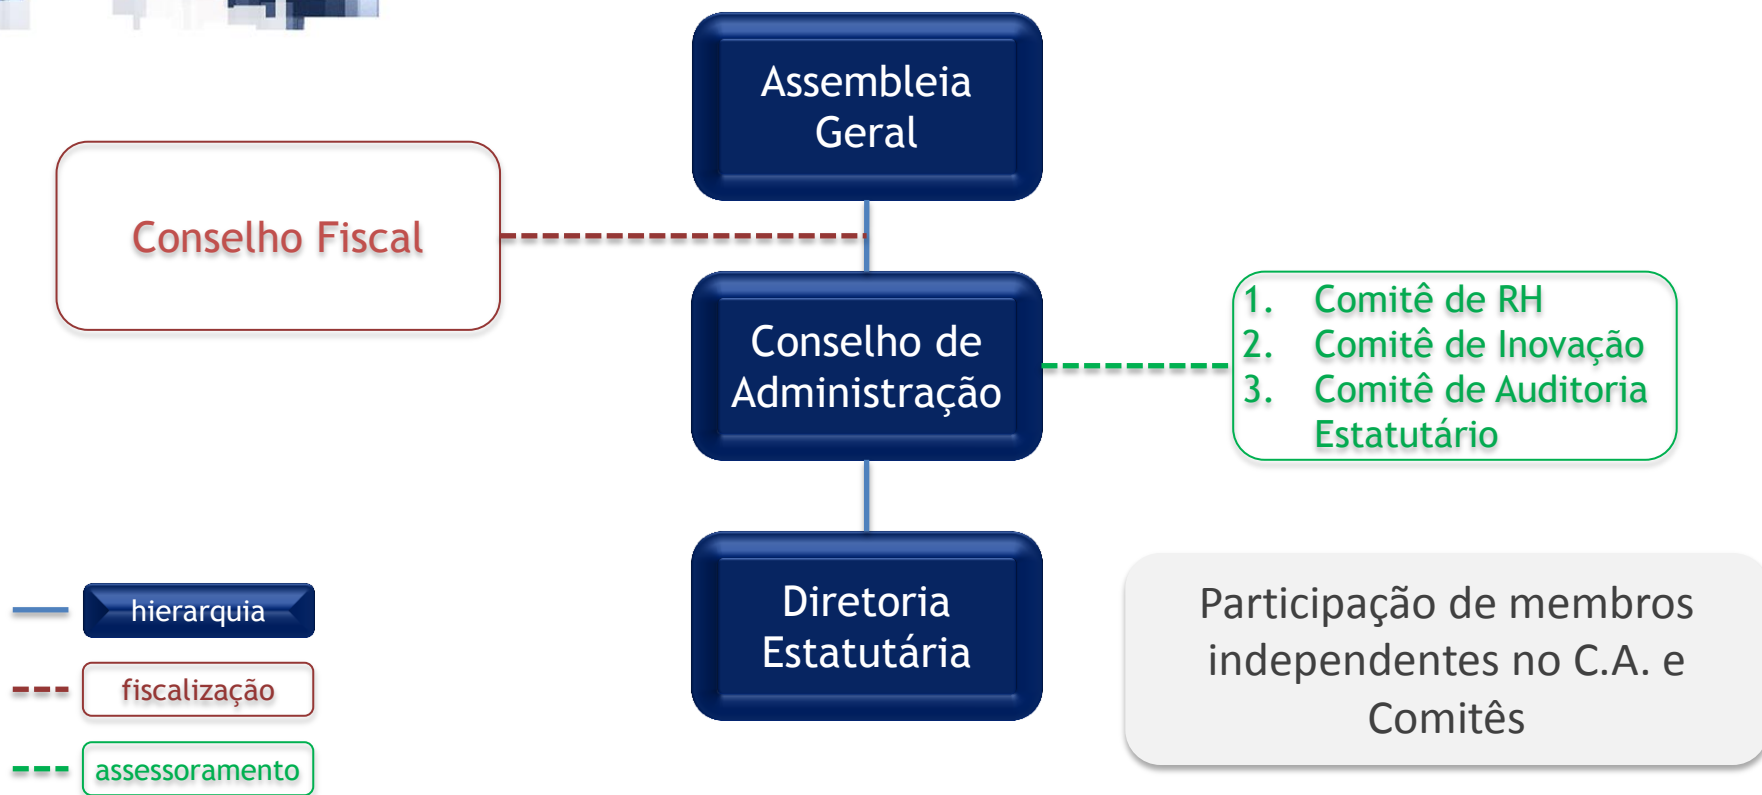 Assembleia
Geral
Conselho Fiscal
Conselho de
Administração
1. Comitê de RH
2. Comitê de Inovação
3. Comitê de Auditoria
Estatutário
Diretoria
Estatutária
Participação de membros
independentes no C.A. e
Comitês
hierarquia
fiscalização
assessoramento